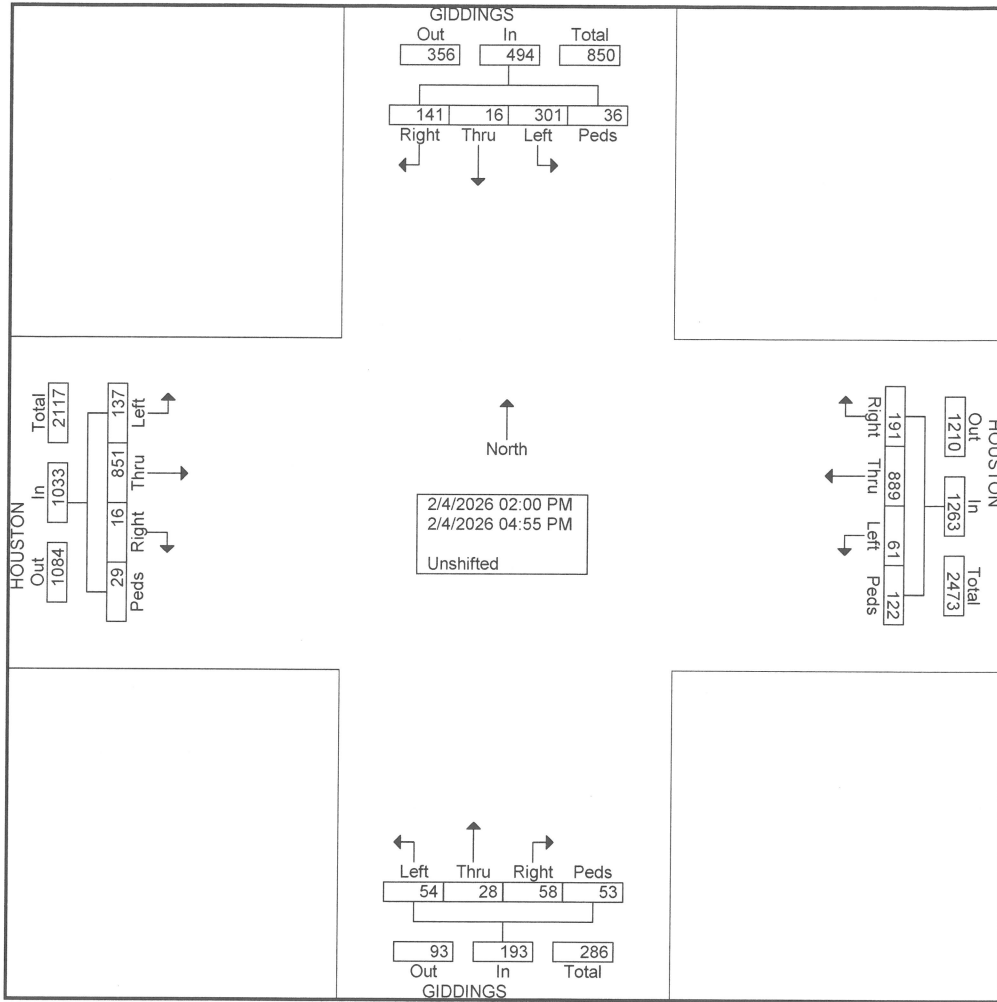 GIDDINGS
Out In Total
356 494 850
141 16 301 36
Right Thru Left Peds
HOUSTON
Total In Out
2117 1033 1084
137 851 16 29
Left Thru Right Peds
North
2/4/2026 02:00 PM
2/4/2026 04:55 PM
Unshifted
Right Thru Left Peds
191 889 61 122
Out In Total
1210 1263 2473
HOUSTON
Left Thru Right Peds
54 28 58 53
93 193 286
Out In Total
GIDDINGS